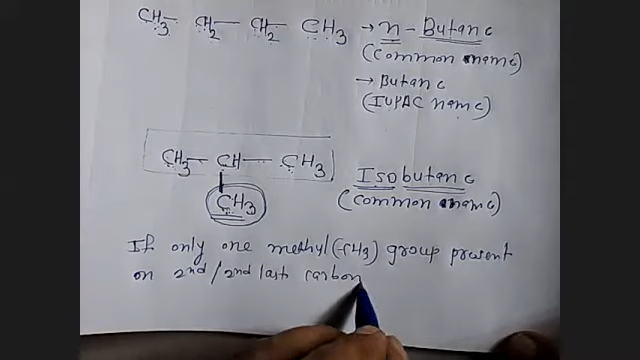 CH3 — CH2 — CH2 — CH3 → n - Butane
(Common name)
→ Butane
(IUPAC name)
CH3 — CH — CH3
CH3
Isobutane
(Common name)
If only one methyl (-CH3) group present
on 2nd/2nd last carbon